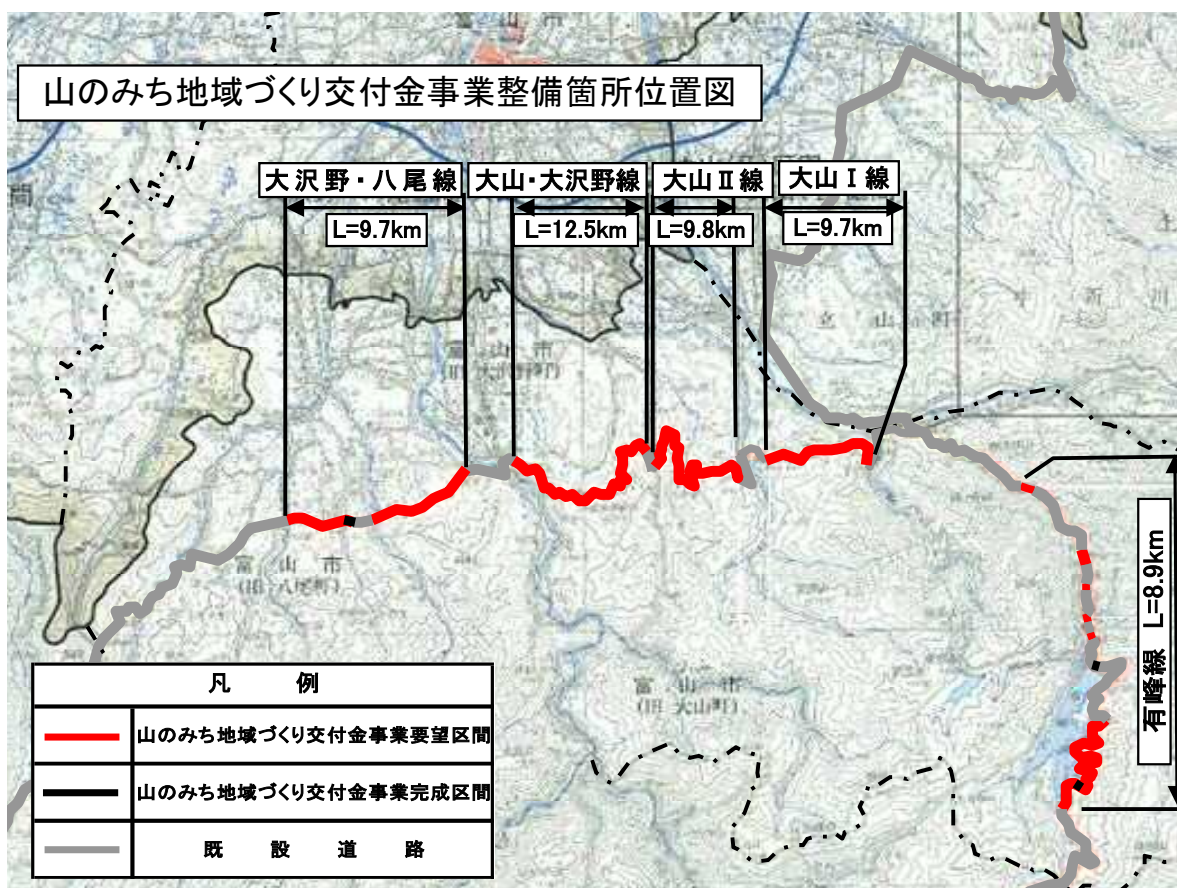 富山市
山のみち地域づくり交付金事業整備箇所位置図
大沢野・八尾線
大山・大沢野線
大山Ⅱ線
大山Ⅰ線
L=9.7km
L=12.5km
L=9.8km
L=9.7km
立山町
富山市
(旧大沢野町)
富山市
(旧八尾町)
富山市
(旧大山町)
有峰線 L=8.9km
凡例
山のみち地域づくり交付金事業要望区間
山のみち地域づくり交付金事業完成区間
既設道路